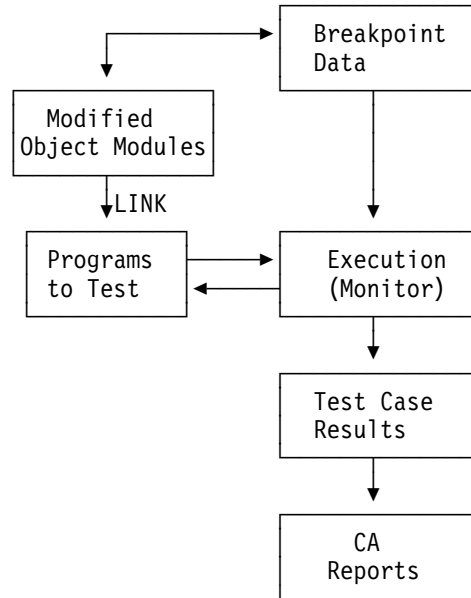 Breakpoint
Data
Modified
Object Modules
LINK
Programs
to Test
Execution
(Monitor)
Test Case
Results
CA
Reports